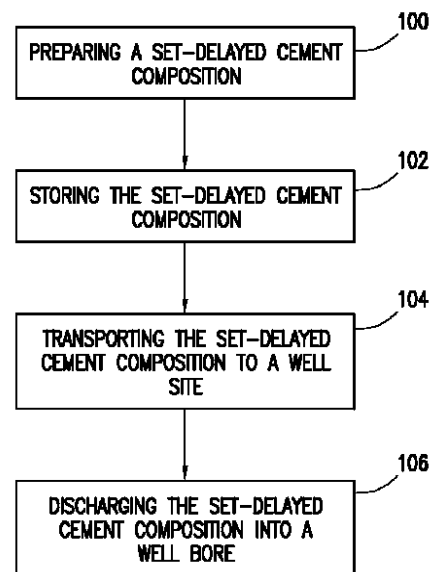 100
PREPARING A SET-DELAYED CEMENT
COMPOSITION
102
STORING THE SET-DELAYED CEMENT
COMPOSITION
104
TRANSPORTING THE SET-DELAYED
CEMENT COMPOSITION TO A WELL
SITE
106
DISCHARGING THE SET-DELAYED
CEMENT COMPOSITION INTO A
WELL BORE